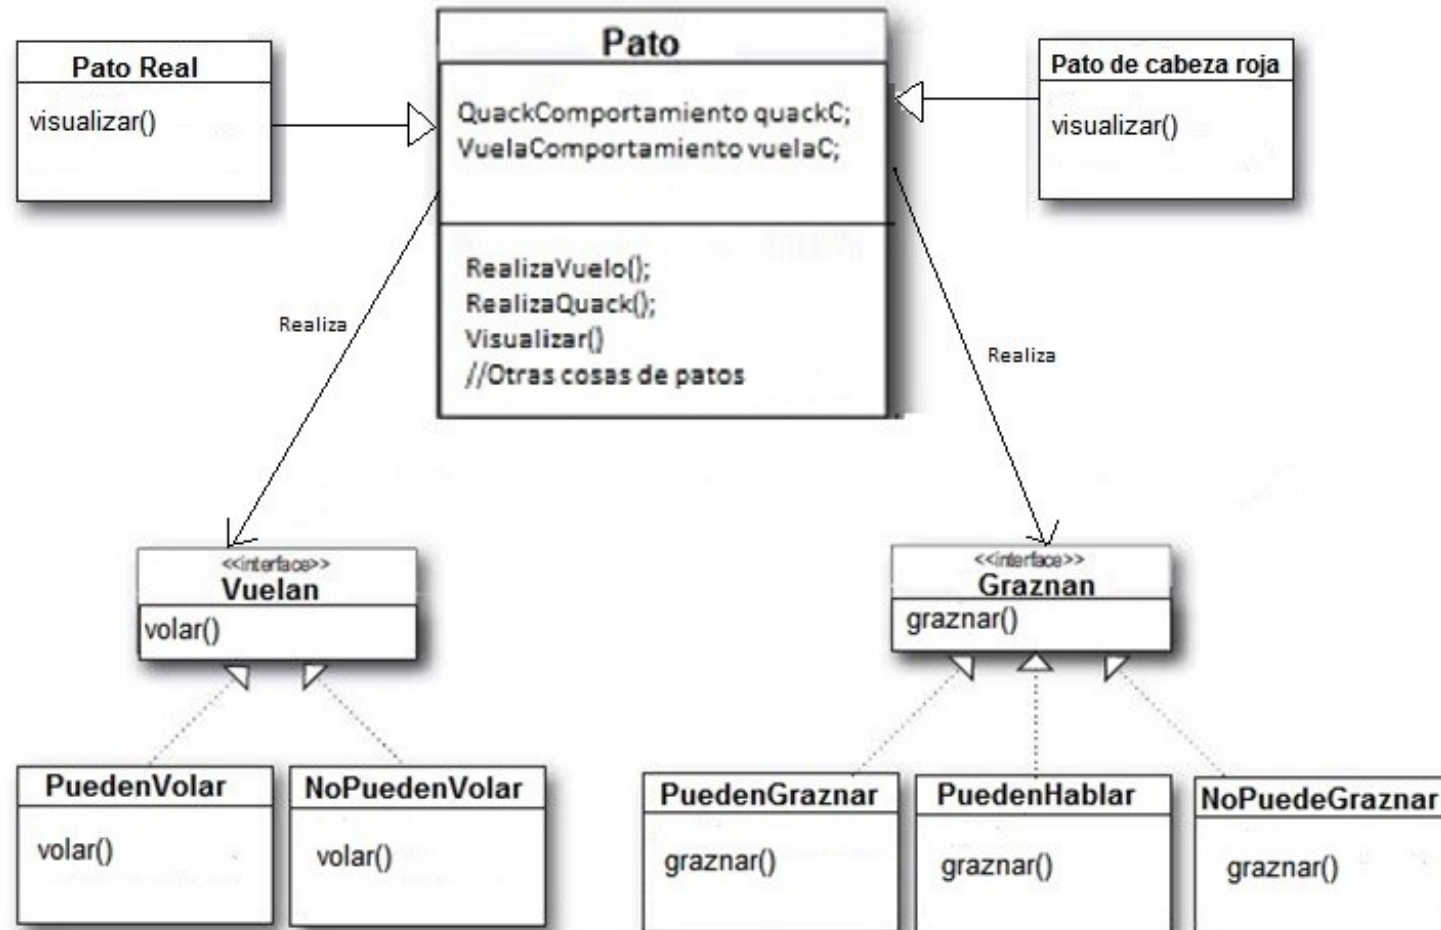 Pato Real
visualizar()
Pato
QuackComportamiento quackC;
VuelaComportamiento vuelaC;
RealizaVuelo();
RealizaQuack();
Visualizar()
//Otras cosas de patos
Pato de cabeza roja
visualizar()
Realiza
Realiza
<<interface>>
Vuelan
volar()
<<interface>>
Graznan
graznar()
PuedenVolar
volar()
NoPuedenVolar
volar()
PuedenGraznar
graznar()
PuedenHablar
graznar()
NoPuedeGraznar
graznar()